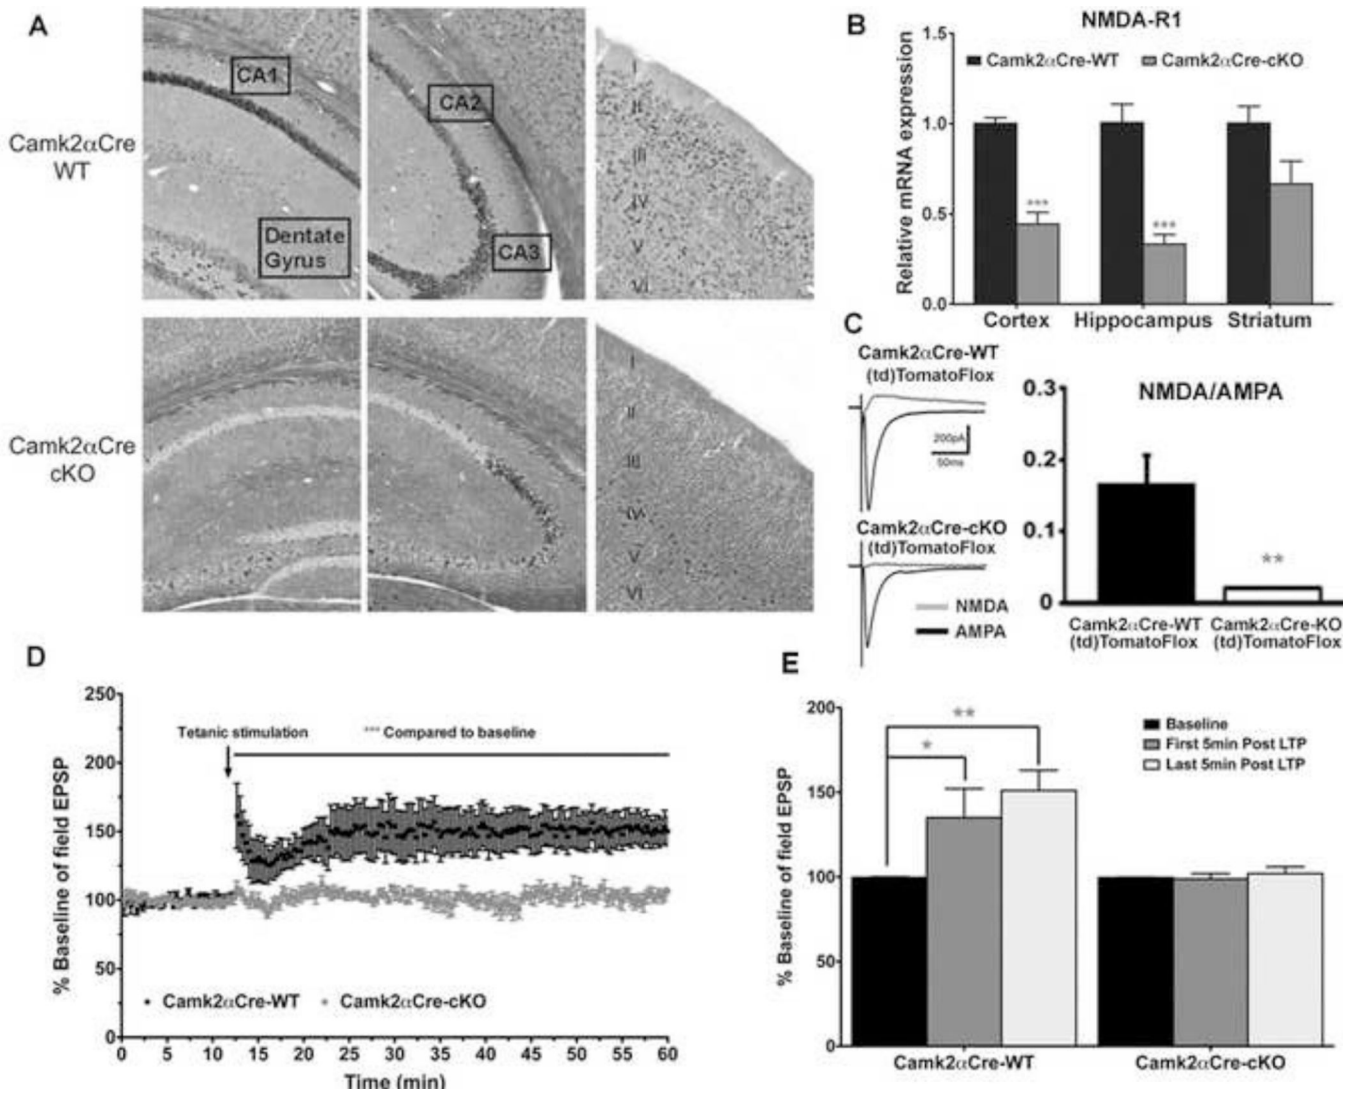 A
Camk2αCre
WT
CA1
Dentate
Gyrus
CA2
CA3
I
II
III
IV
V
VI
Camk2αCre
cKO
I
II
III
IV
V
VI
B
NMDA-R1
Camk2αCre-WT
Camk2αCre-cKO
Relative mRNA expression
1.5
1.0
0.5
0.0
***
***
Cortex
Hippocampus
Striatum
C
Camk2αCre-WT
(td)TomatoFlox
200pA
50ms
Camk2αCre-cKO
(td)TomatoFlox
NMDA
AMPA
NMDA/AMPA
0.3
0.2
0.1
0
**
Camk2αCre-WT
(td)TomatoFlox
Camk2αCre-KO
(td)TomatoFlox
D
% Baseline of field EPSP
250
200
150
100
50
0
Tetanic stimulation
*** Compared to baseline
Camk2αCre-WT
Camk2αCre-cKO
0 5 10 15 20 25 30 35 40 45 50 55 60
Time (min)
E
% Baseline of field EPSP
200
150
100
50
0
**
*
Baseline
First 5min Post LTP
Last 5min Post LTP
Camk2αCre-WT
Camk2αCre-cKO